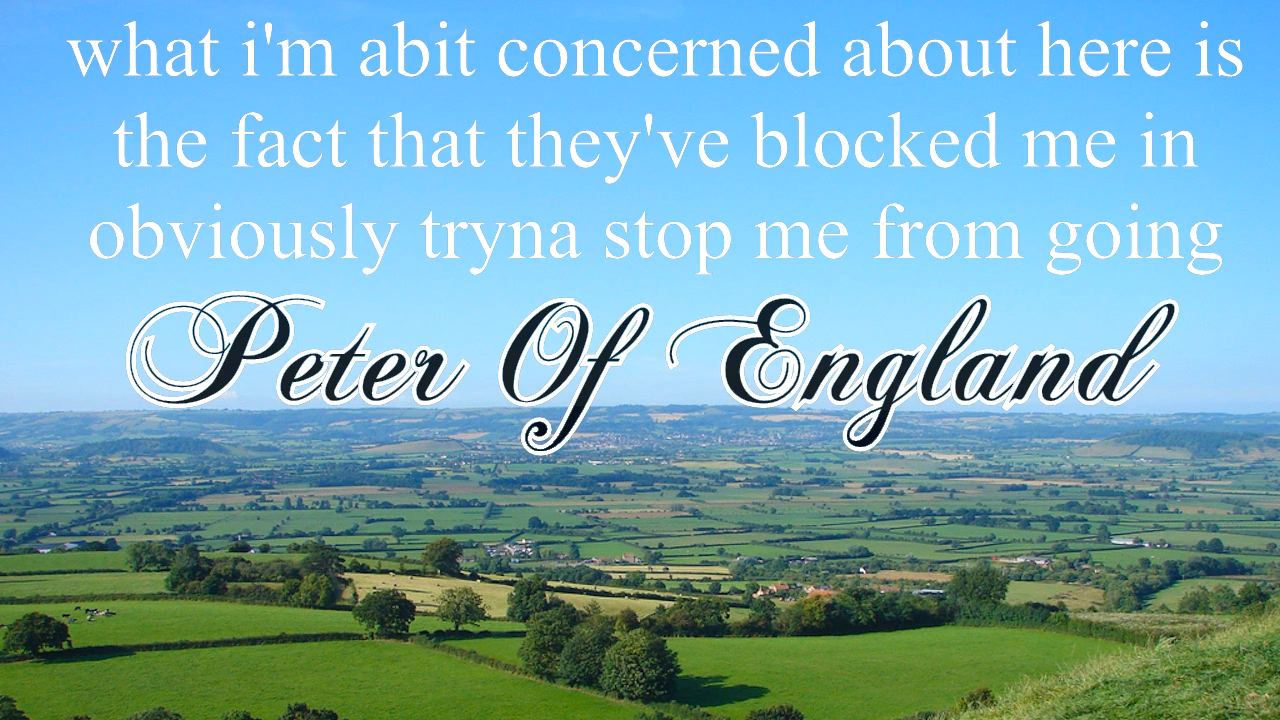 what i'm abit concerned about here is
the fact that they've blocked me in
obviously tryna stop me from going
Peter Of England